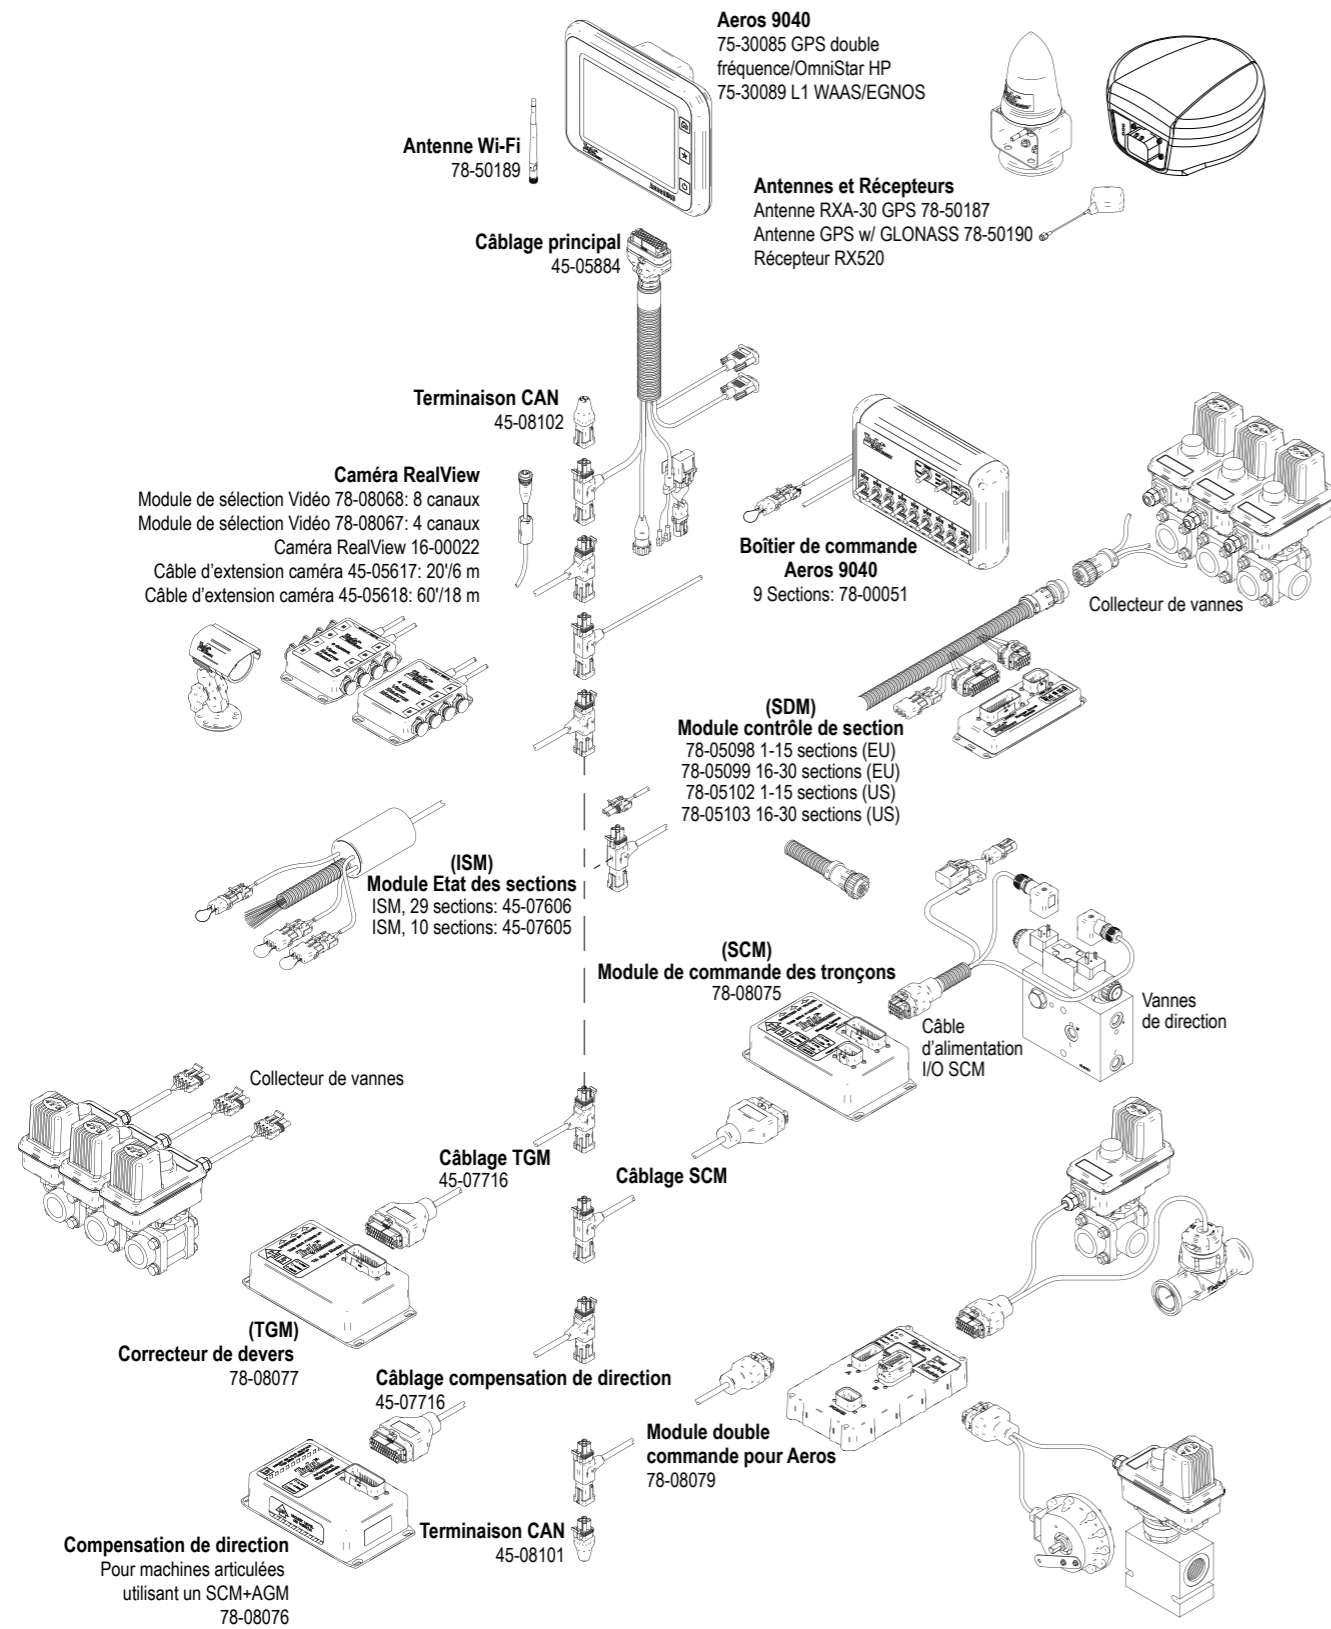 Aeros 9040
75-30085 GPS double
fréquence/OmniStar HP
75-30089 L1 WAAS/EGNOS
Antenne Wi-Fi
78-50189
Antennes et Récepteurs
Antenne RXA-30 GPS 78-50187
Antenne GPS w/ GLONASS 78-50190
Récepteur RX520
Câblage principal
45-05884
Terminaison CAN
45-08102
Caméra RealView
Module de sélection Vidéo 78-08068: 8 canaux
Module de sélection Vidéo 78-08067: 4 canaux
Caméra RealView 16-00022
Câble d'extension caméra 45-05617: 20'/6 m
Câble d'extension caméra 45-05618: 60'/18 m
Boîtier de commande
Aeros 9040
9 Sections: 78-00051
Collecteur de vannes
(SDM)
Module contrôle de section
78-05098 1-15 sections (EU)
78-05099 16-30 sections (EU)
78-05102 1-15 sections (US)
78-05103 16-30 sections (US)
(ISM)
Module Etat des sections
ISM, 29 sections: 45-07606
ISM, 10 sections: 45-07605
(SCM)
Module de commande des tronçons
78-08075
Câble
d'alimentation
I/O SCM
Vannes
de direction
Collecteur de vannes
Câblage TGM
45-07716
Câblage SCM
(TGM)
Correcteur de devers
78-08077
Câblage compensation de direction
45-07716
Module double
commande pour Aeros
78-08079
Compensation de direction
Pour machines articulées
utilisant un SCM+AGM
78-08076
Terminaison CAN
45-08101